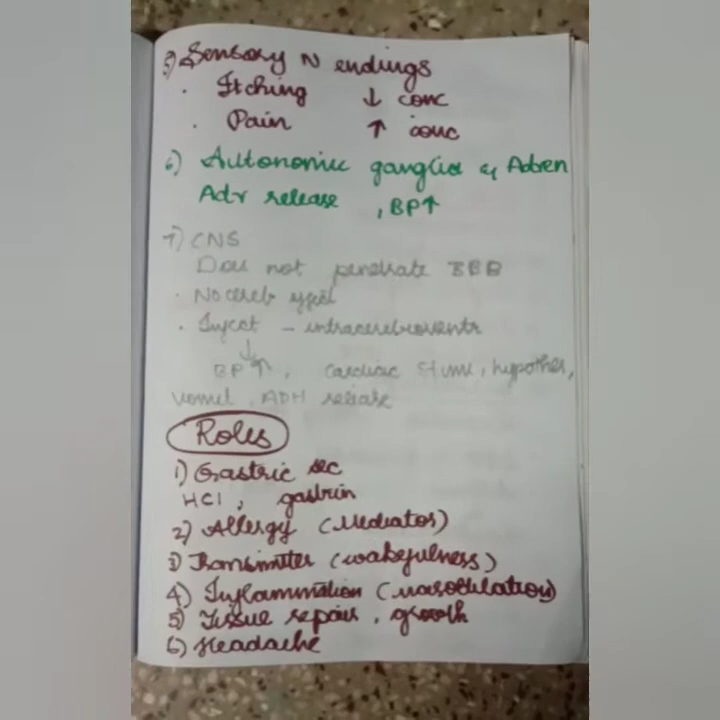 5) Sensory N endings
. Itching ↓ conc
. Pain ↑ conc
6) Autonomic ganglia & Adren
Adr release , BP↑
7) CNS
Does not penetrate BBB
. No cereb
. Inject - intracerebroventr
↓
BP↑, Cardiac Stimu, hypother,
vomit, ADH release
Roles
1) Gastric sec
HCl, gastrin
2) Allergy (Mediator)
3) Transmitter (wakefulness)
4) Inflammation (vasodilation)
5) Tissue repair, growth
6) Headache